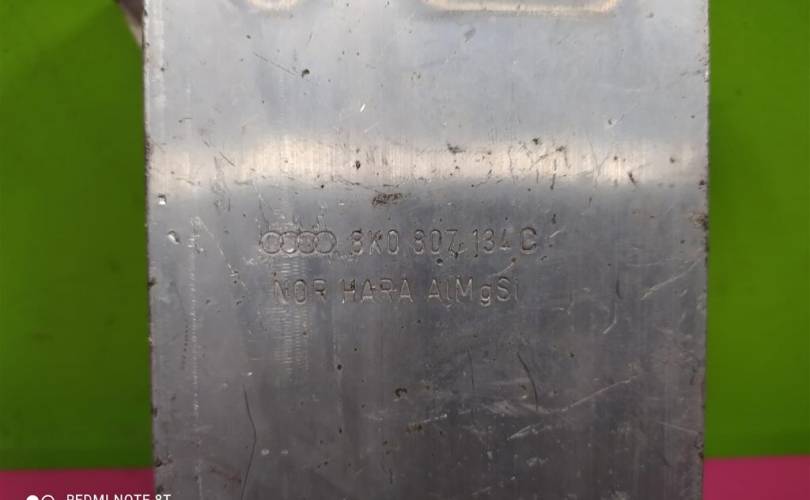 8K0 807 134 C
NOR HARA AlMgSi
REDMI NOTE 8T